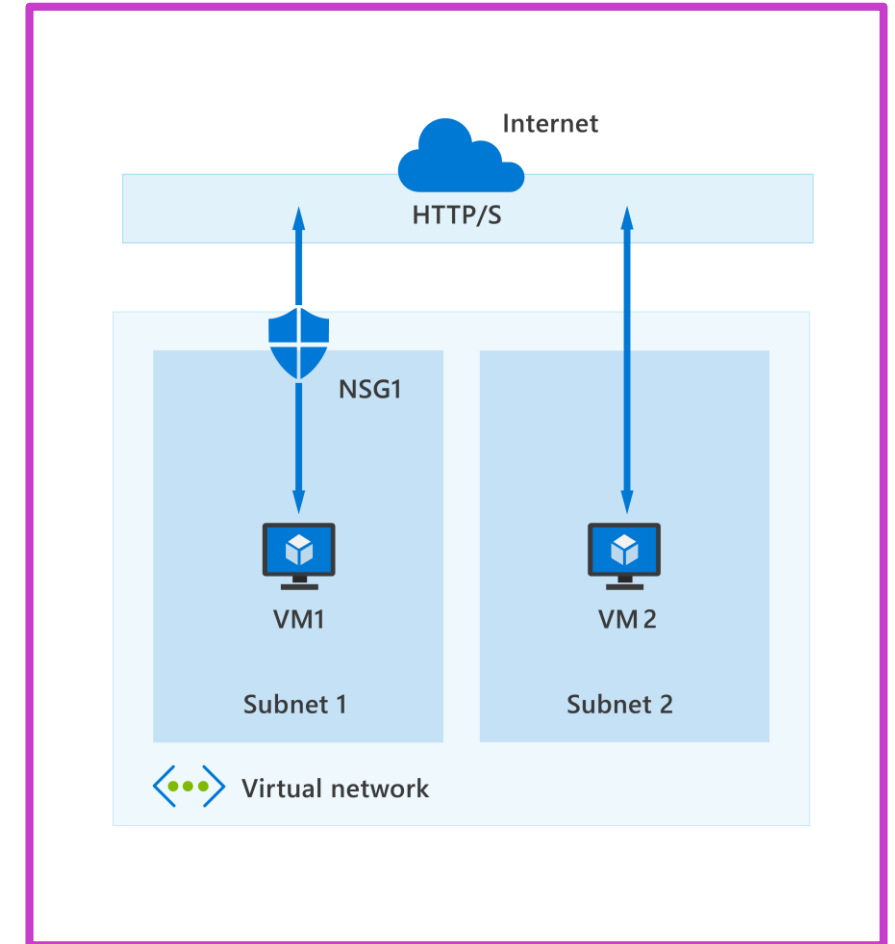 Internet
HTTP/S
NSG1
VM1
VM 2
Subnet 1
Subnet 2
Virtual network